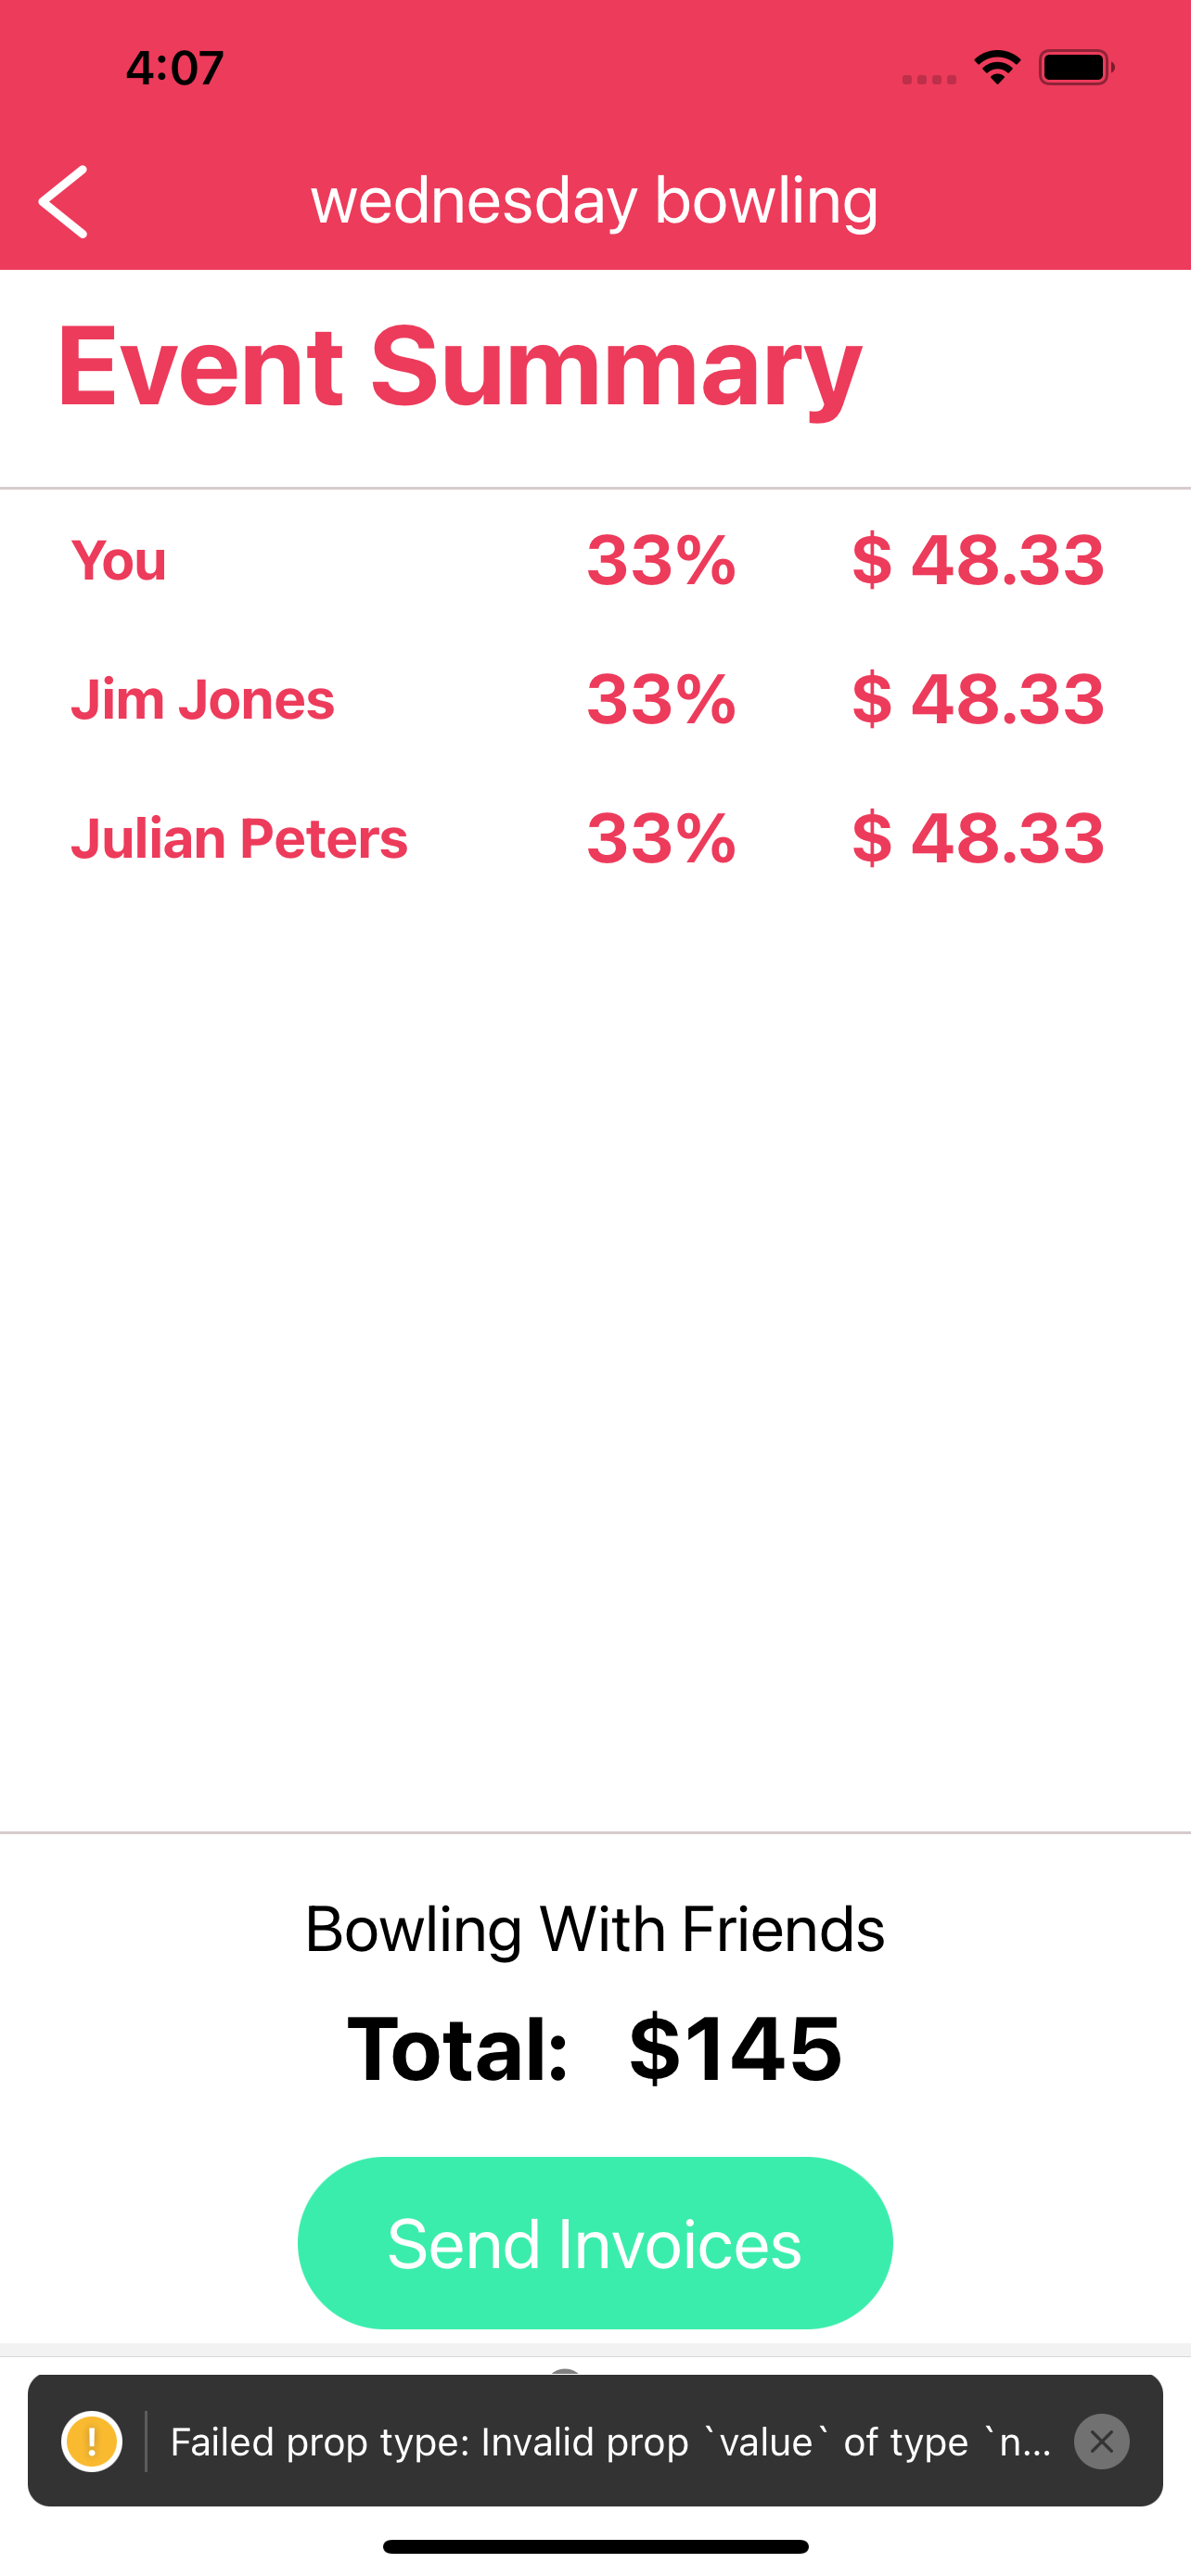 4:07
wednesday bowling
Event Summary
You 33% $ 48.33
Jim Jones 33% $ 48.33
Julian Peters 33% $ 48.33
Bowling With Friends
Total: $145
Send Invoices
! Failed prop type: Invalid prop `value` of type `n...